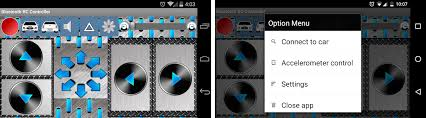 4:03
Bluetooth RC Controller
10:07
Option Menu
Connect to car
Accelerometer control
Settings
Close app